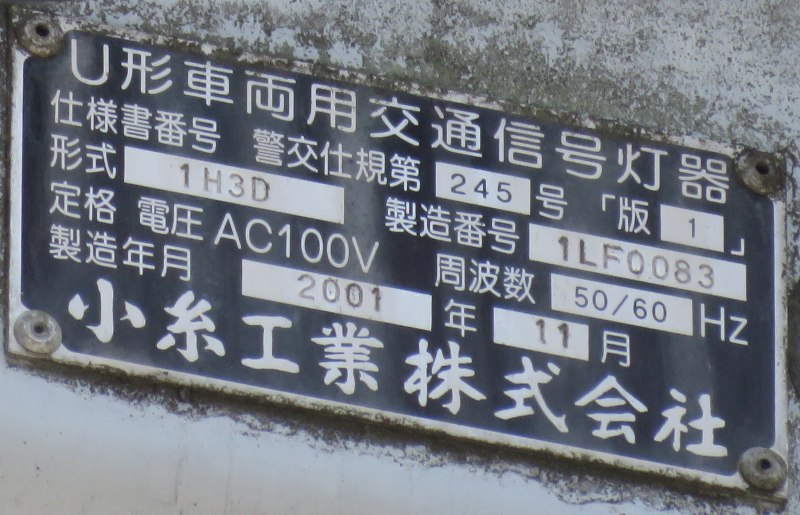 U形車両用交通信号灯器
仕様書番号 警交仕規第 245 号 「版 1 」
形式 1H3D 製造番号 1LF0083
定格 電圧 AC100V 周波数 50/60 Hz
製造年月 2001 年 11 月
小糸工業株式会社